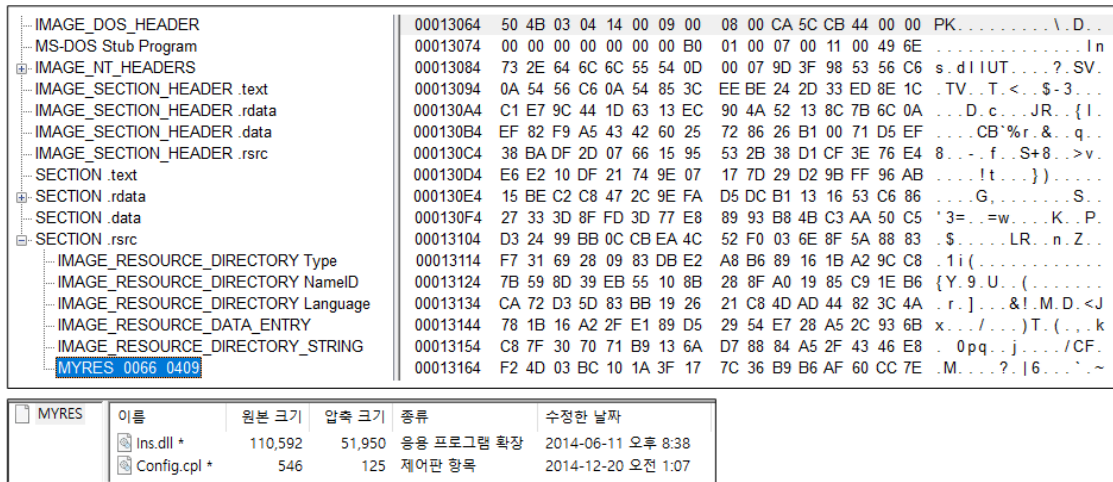 IMAGE_DOS_HEADER
MS-DOS Stub Program
IMAGE_NT_HEADERS
IMAGE_SECTION_HEADER .text
IMAGE_SECTION_HEADER .rdata
IMAGE_SECTION_HEADER .data
IMAGE_SECTION_HEADER .rsrc
SECTION .text
SECTION .rdata
SECTION .data
SECTION .rsrc
IMAGE_RESOURCE_DIRECTORY Type
IMAGE_RESOURCE_DIRECTORY NameID
IMAGE_RESOURCE_DIRECTORY Language
IMAGE_RESOURCE_DATA_ENTRY
IMAGE_RESOURCE_DIRECTORY_STRING
MYRES 0066 0409
00013064 50 4B 03 04 14 00 09 00 08 00 CA 5C CB 44 00 00 PK.........\.D..
00013074 00 00 00 00 00 00 00 B0 01 00 07 00 11 00 49 6E ..............In
00013084 73 2E 64 6C 6C 55 54 0D 00 07 9D 3F 98 53 56 C6 s.dllUT....?.SV.
00013094 0A 54 56 C6 0A 54 85 3C EE BE 24 2D 33 ED 8E 1C .TV..T.<..$-3...
000130A4 C1 E7 9C 44 1D 63 13 EC 90 4A 52 13 8C 7B 6C 0A ...D.c...JR..{l.
000130B4 EF 82 F9 A5 43 42 60 25 72 86 26 B1 00 71 D5 EF ....CB`%r.&..q..
000130C4 38 BA DF 2D 07 66 15 95 53 2B 38 D1 CF 3E 76 E4 8..-.f..S+8..>v.
000130D4 E6 E2 10 DF 21 74 9E 07 17 7D 29 D2 9B FF 96 AB ....!t...}).....
000130E4 15 BE C2 C8 47 2C 9E FA D5 DC B1 13 16 53 C6 86 ....G,.......S..
000130F4 27 33 3D 8F FD 3D 77 E8 89 93 B8 4B C3 AA 50 C5 '3=..=w....K..P.
00013104 D3 24 99 BB 0C CB EA 4C 52 F0 03 6E 8F 5A 88 83 .$.....LR..n.Z..
00013114 F7 31 69 28 09 83 DB E2 A8 B6 89 16 1B A2 9C C8 .1i(............
00013124 7B 59 8D 39 EB 55 10 8B 28 8F A0 19 85 C9 1E B6 {Y.9.U..(.......
00013134 CA 72 D3 5D 83 BB 19 26 21 C8 4D AD 44 82 3C 4A .r.]...&!.M.D.<J
00013144 78 1B 16 A2 2F E1 89 D5 29 54 E7 28 A5 2C 93 6B x.../...)T.(.,.k
00013154 C8 7F 30 70 71 B9 13 6A D7 88 84 A5 2F 43 46 E8 . 0pq..j..../CF.
00013164 F2 4D 03 BC 10 1A 3F 17 7C 36 B9 B6 AF 60 CC 7E .M....?.|6...`.~
MYRES
이름 원본 크기 압축 크기 종류 수정한 날짜
Ins.dll * 110,592 51,950 응용 프로그램 확장 2014-06-11 오후 8:38
Config.cpl * 546 125 제어판 항목 2014-12-20 오전 1:07